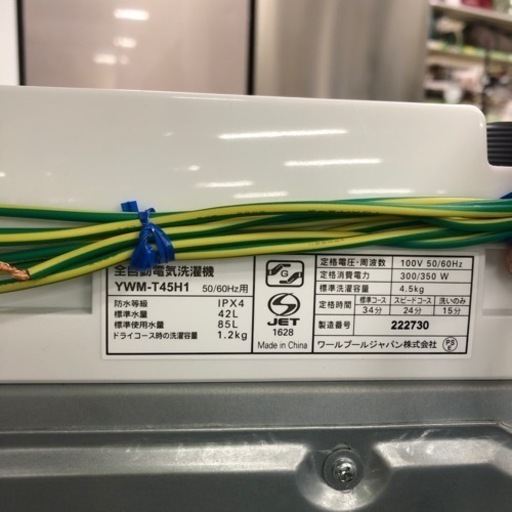 全自動電気洗濯機
YWM-T45H1 50/60Hz用
防水等級 IPX4
標準水量 42L
標準使用水量 85L
ドライコース時の洗濯容量 1.2kg
S
G
JET
1628
Made in China
定格電圧・周波数 100V 50/60Hz
定格消費電力 300/350 W
標準洗濯容量 4.5kg
定格時間 標準コース スピードコース 洗いのみ
34分 24分 15分
製造番号 222730
ワールプールジャパン株式会社
PS
E